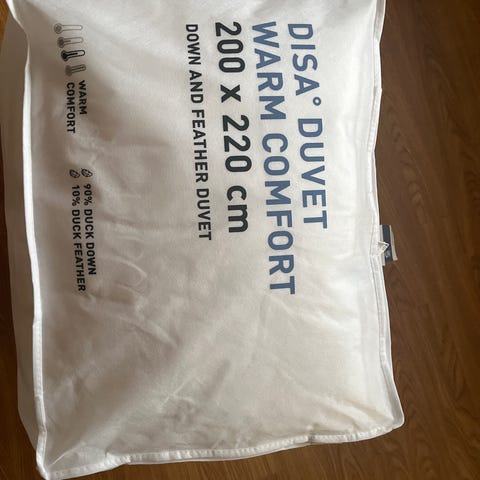 DISA° DUVET
WARM COMFORT
200 x 220 cm
DOWN AND FEATHER DUVET
WARM
COMFORT
90% DUCK DOWN
10% DUCK FEATHER